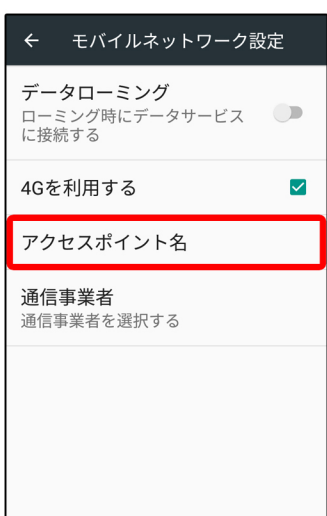 モバイルネットワーク設定
データローミング
ローミング時にデータサービス
に接続する
4Gを利用する
アクセスポイント名
通信事業者
通信事業者を選択する